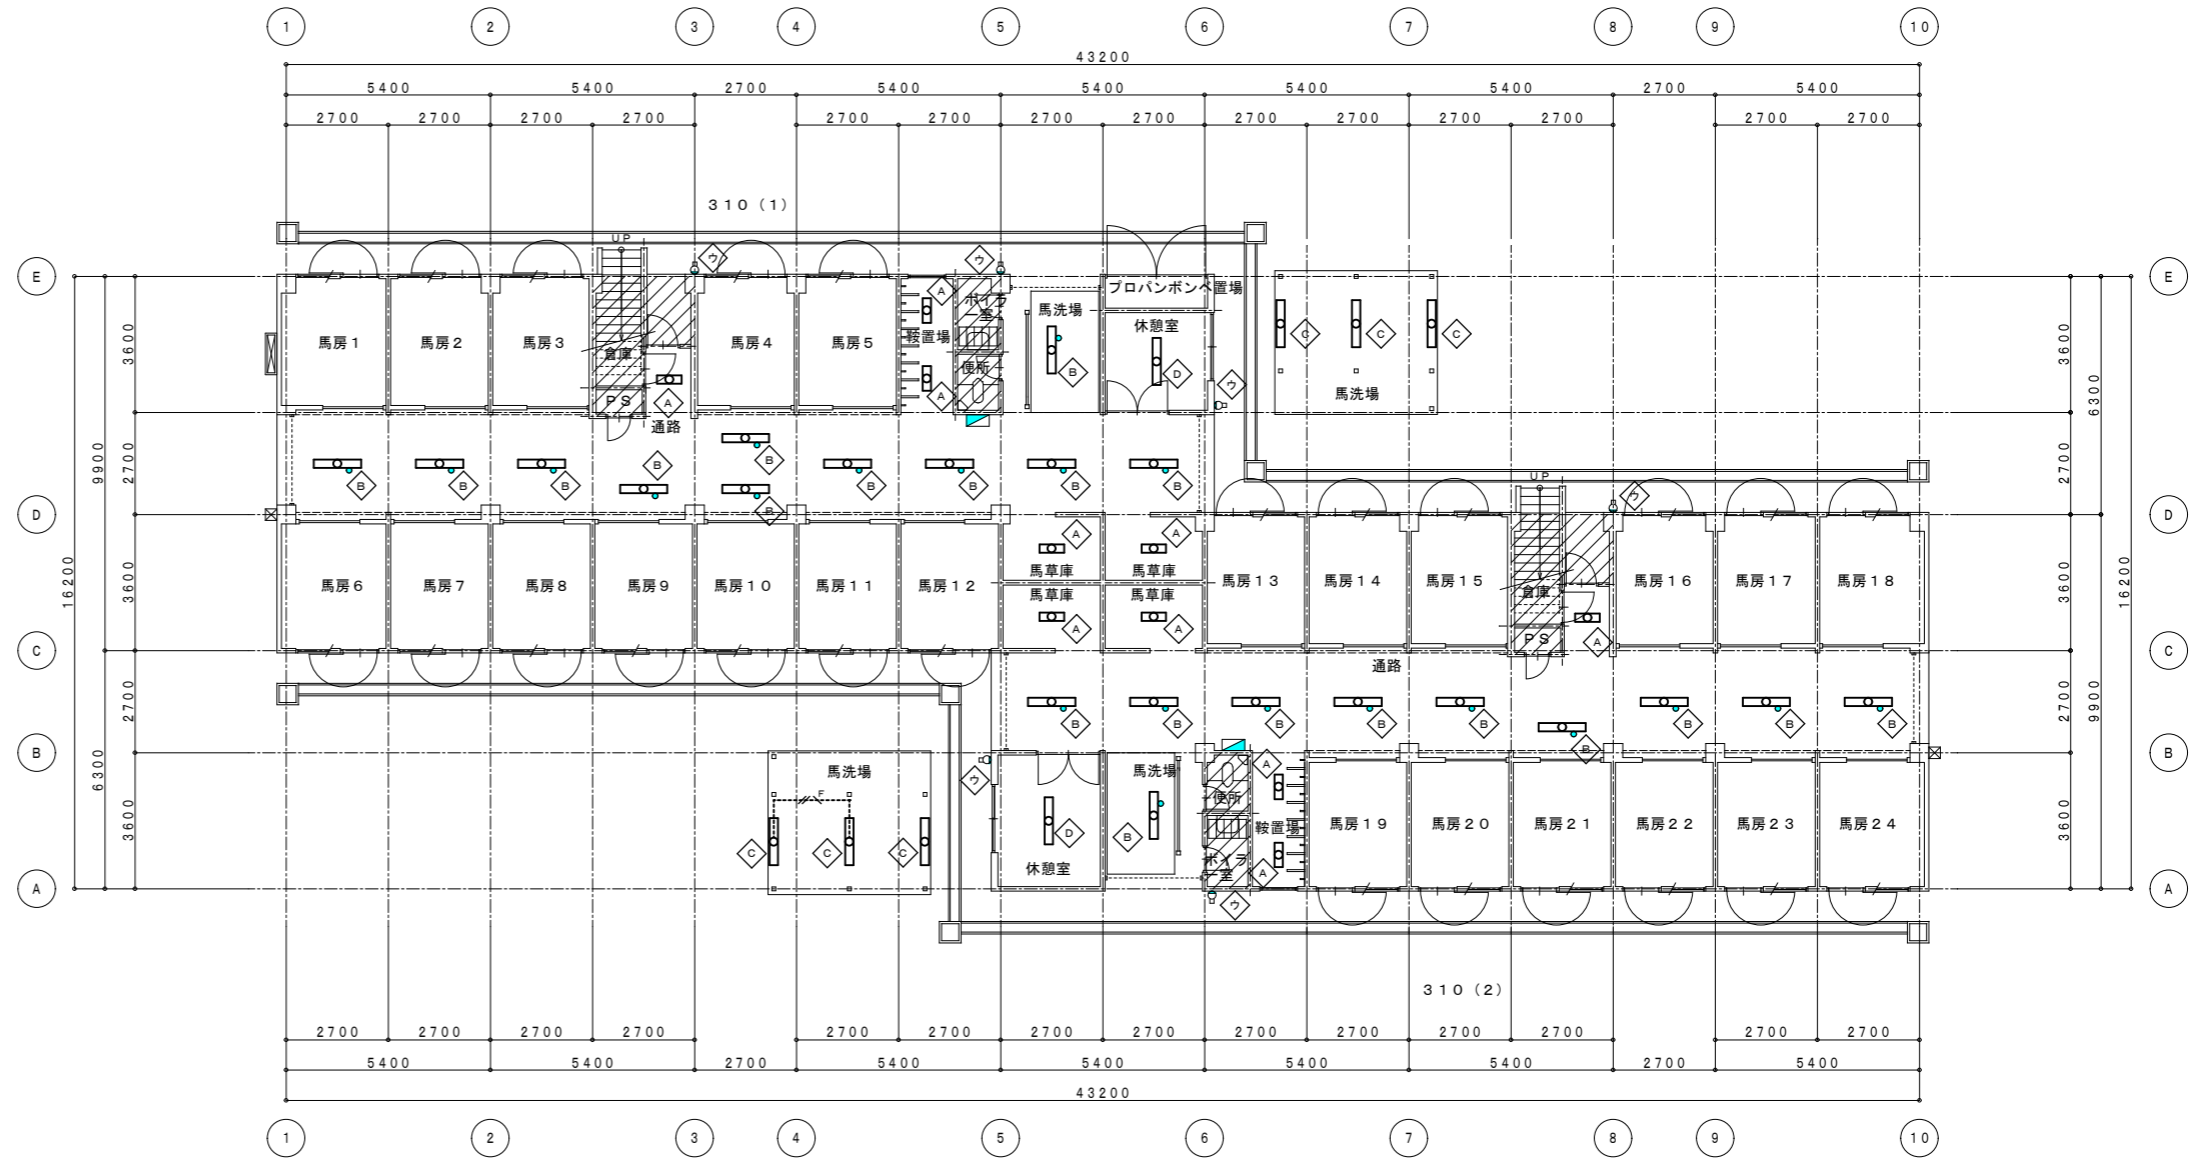 1 2 3 4 5 6 7 8 9 10
43200
5400 5400 2700 5400 5400 5400 5400 2700 5400
2700 2700 2700 2700 2700 2700 2700 2700 2700 2700 2700 2700 2700 2700
310(1)
UP
ウ ウ
E E
プロパンボンベ置場
A ボイラ
ー室 馬洗場
休憩室
鞍置場
C C C
馬房1 馬房2 馬房3 倉庫 馬房4 馬房5
便所 B D ウ
馬洗場
PS A A
通路
B B
B B B B B B B
B
UP
ウ
D D
A A
馬草庫 馬草庫
馬房6 馬房7 馬房8 馬房9 馬房10 馬房11 馬房12 馬房13 馬房14 馬房15 倉庫 馬房16 馬房17 馬房18
馬草庫 馬草庫
A A PS A
C C
通路
B B B B B B B B
B
B B
馬洗場 ウ 馬洗場 A
F 便所
C C C D B 鞍置場 馬房19 馬房20 馬房21 馬房22 馬房23 馬房24
休憩室 ボイラ
ー室 A
A A
ウ
3600 2700 3600 2700 3600
9900 6300
16200
3600 2700 3600 2700 3600
6300 9900
16200
310(2)
2700 2700 2700 2700 2700 2700 2700 2700 2700 2700 2700 2700 2700 2700
5400 5400 2700 5400 5400 5400 5400 2700 5400
43200
1 2 3 4 5 6 7 8 9 10